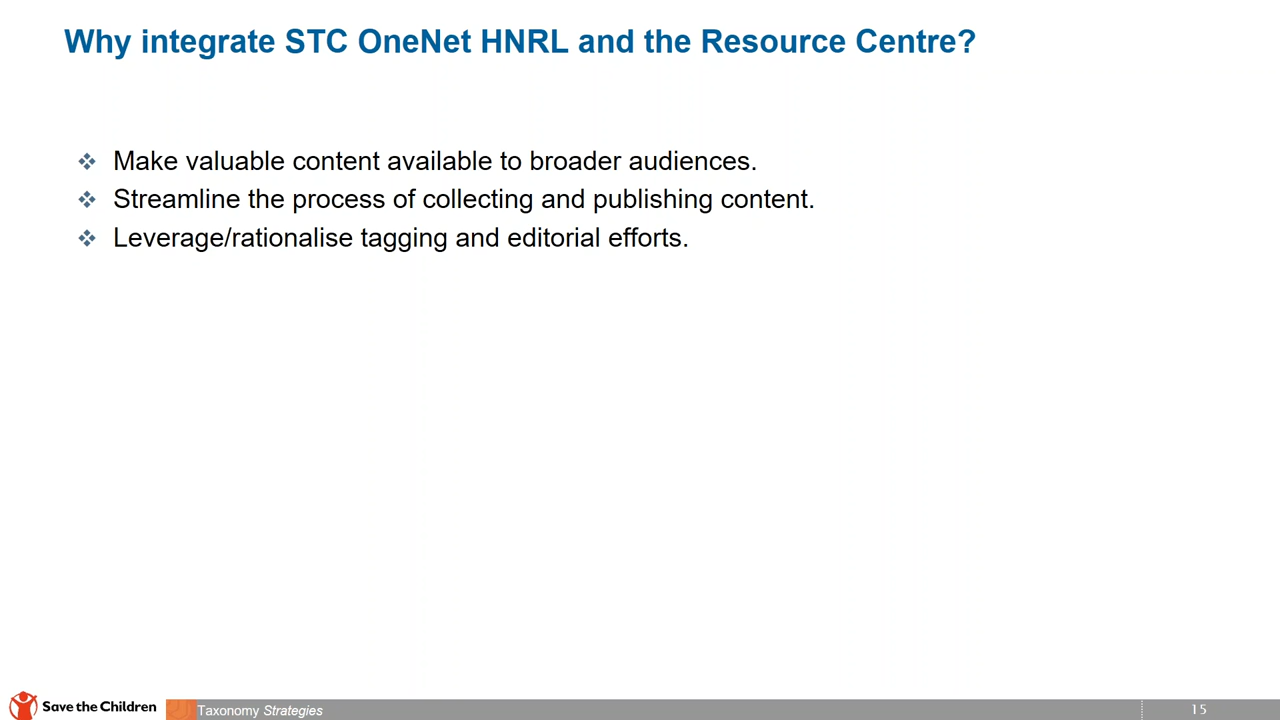 Why integrate STC OneNet HNRL and the Resource Centre?
❖ Make valuable content available to broader audiences.
❖ Streamline the process of collecting and publishing content.
❖ Leverage/rationalise tagging and editorial efforts.
Save the Children
Taxonomy Strategies
15